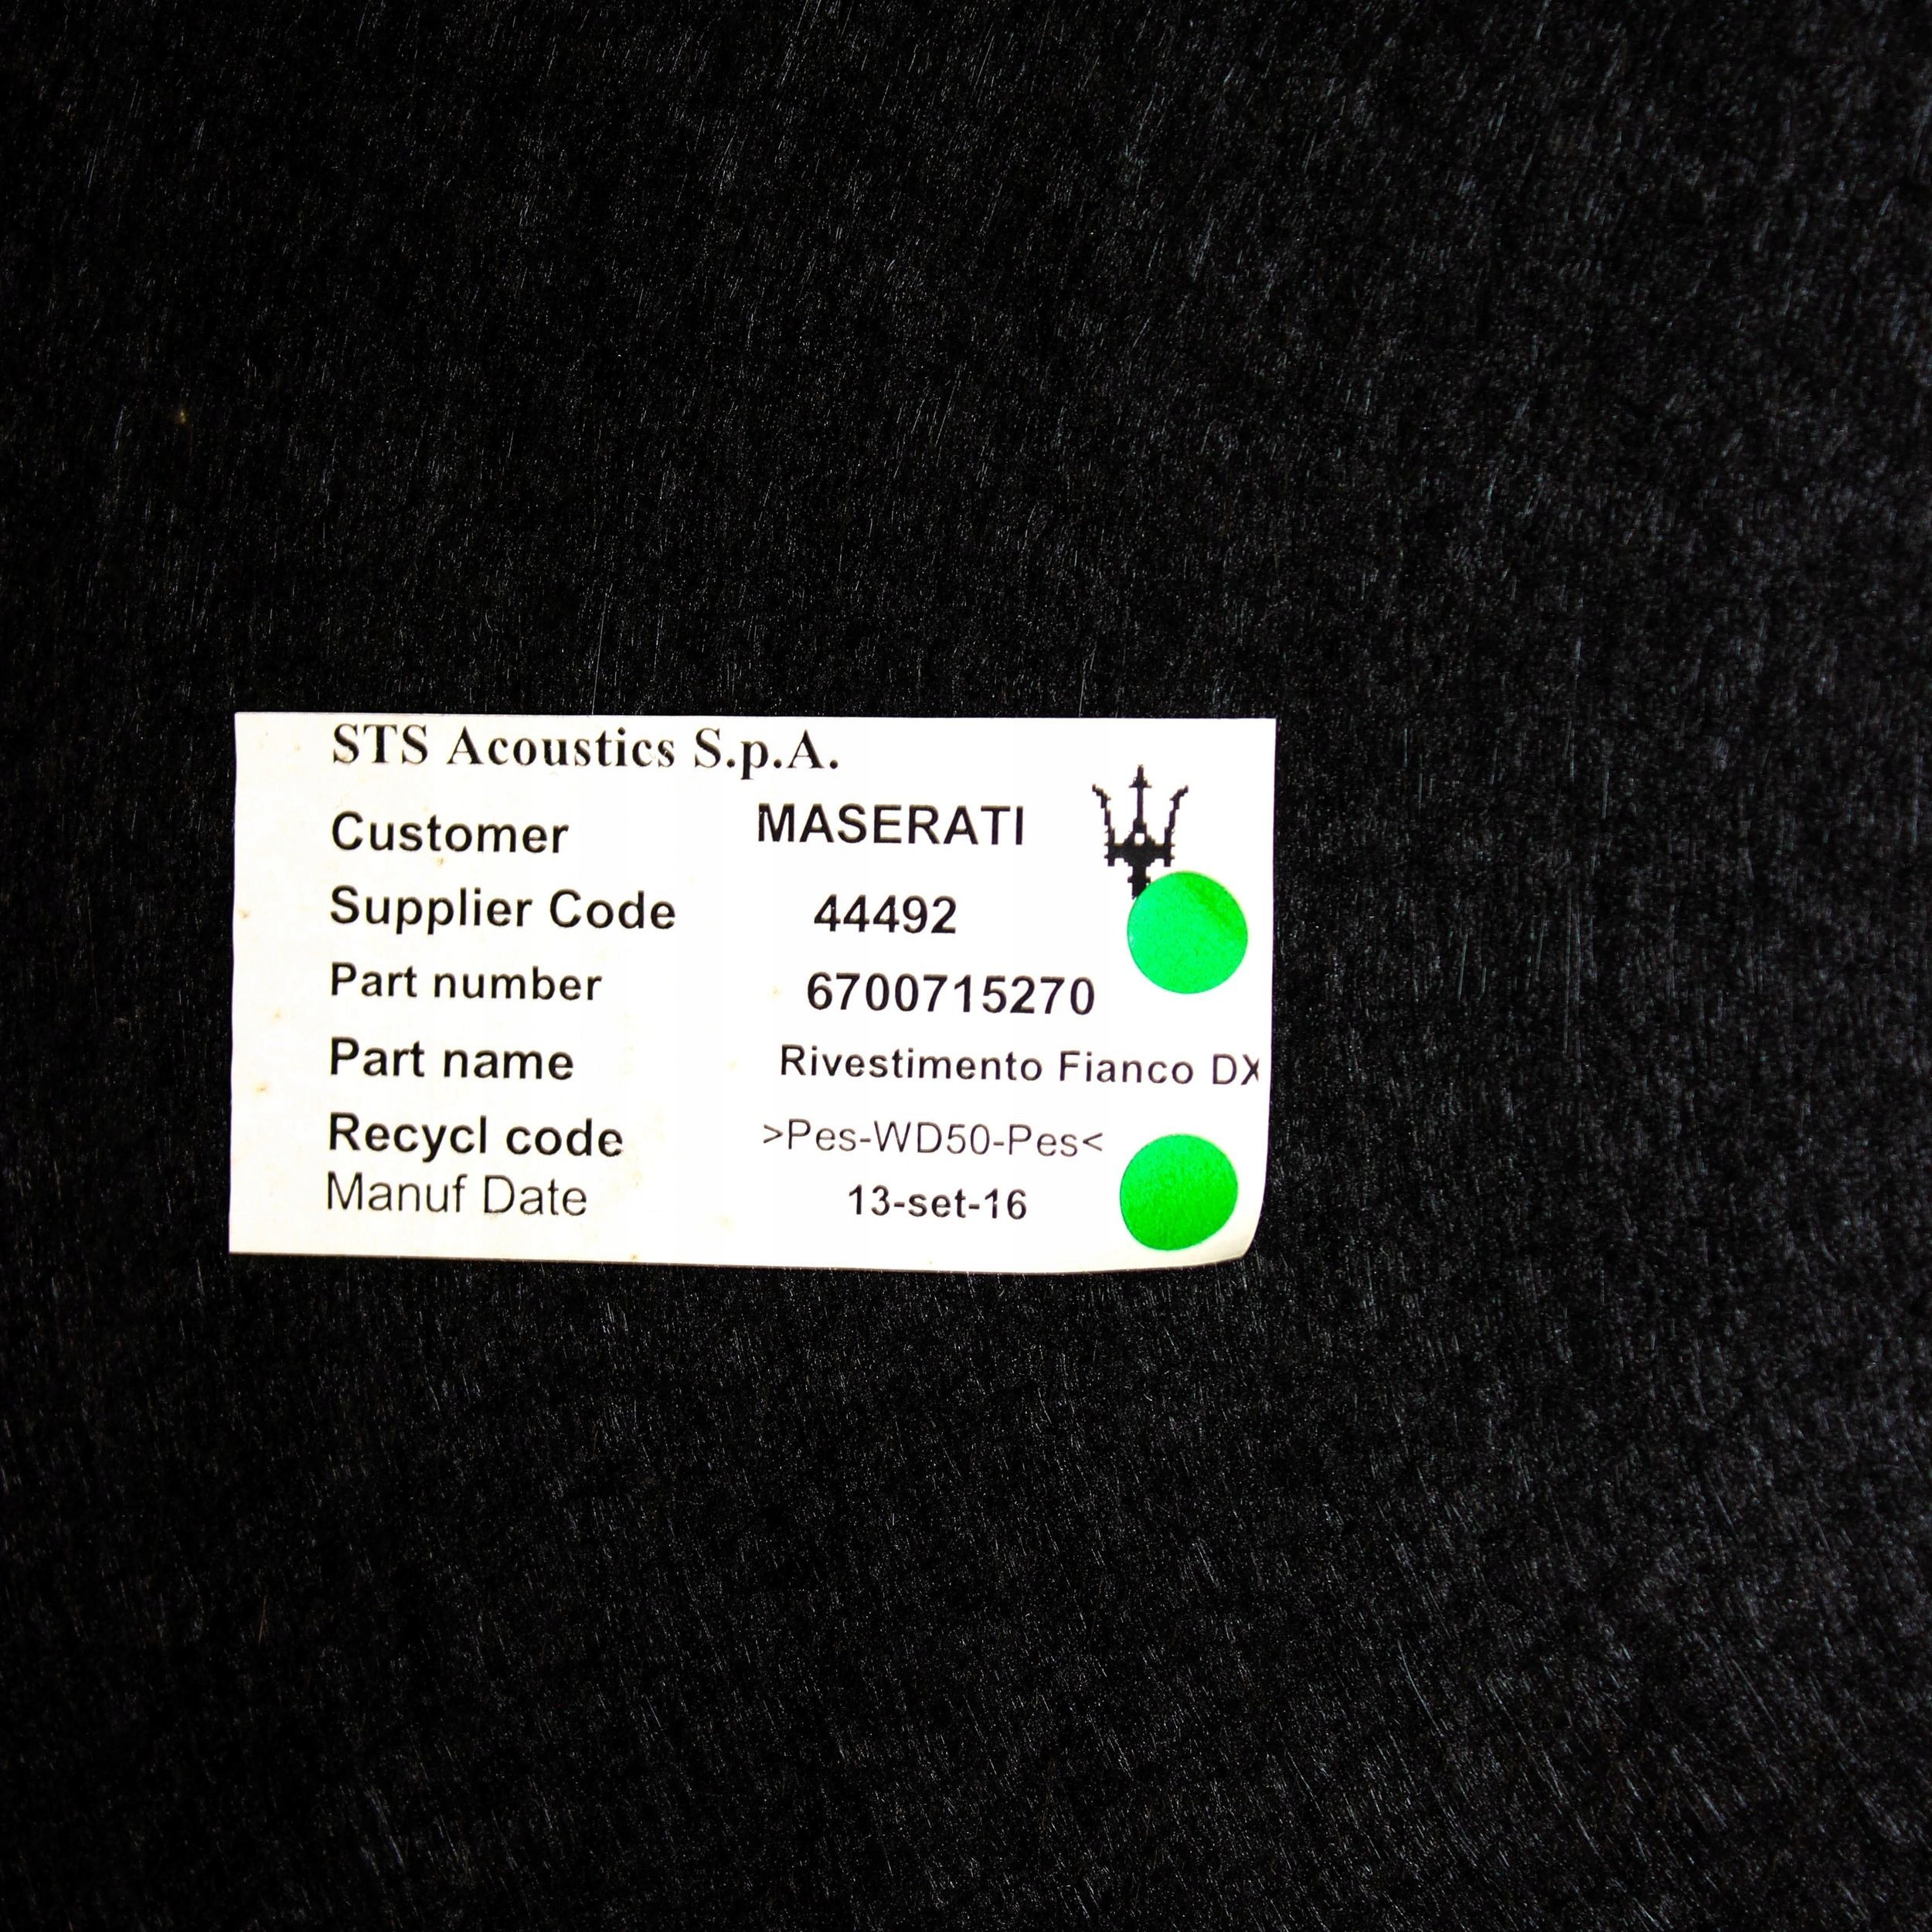 STS Acoustics S.p.A.
Customer MASERATI
Supplier Code 44492
Part number 6700715270
Part name Rivestimento Fianco DX
Recycl code >Pes-WD50-Pes<
Manuf Date 13-set-16